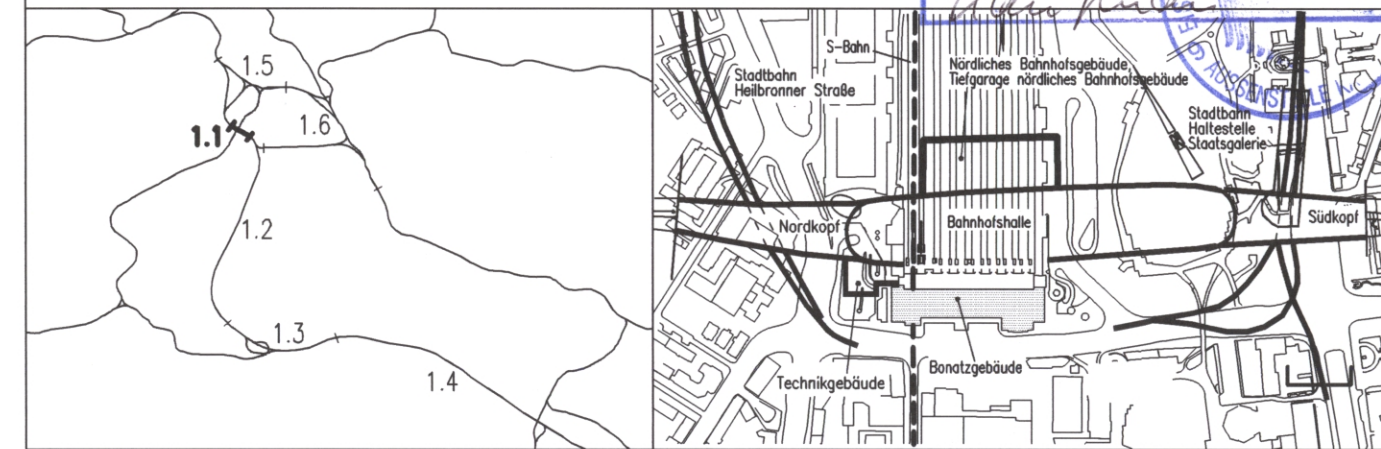 1.5
1.6
1.1
1.2
1.3
1.4
S-Bahn
Stadtbahn
Heilbronner Straße
Nördliches Bahnhofsgebäude,
Tiefgarage nördliches Bahnhofsgebäude
Stadtbahn
Haltestelle
Staatsgalerie
Nordkopf
Bahnhofshalle
Südkopf
Technikgebäude
Bonatzgebäude